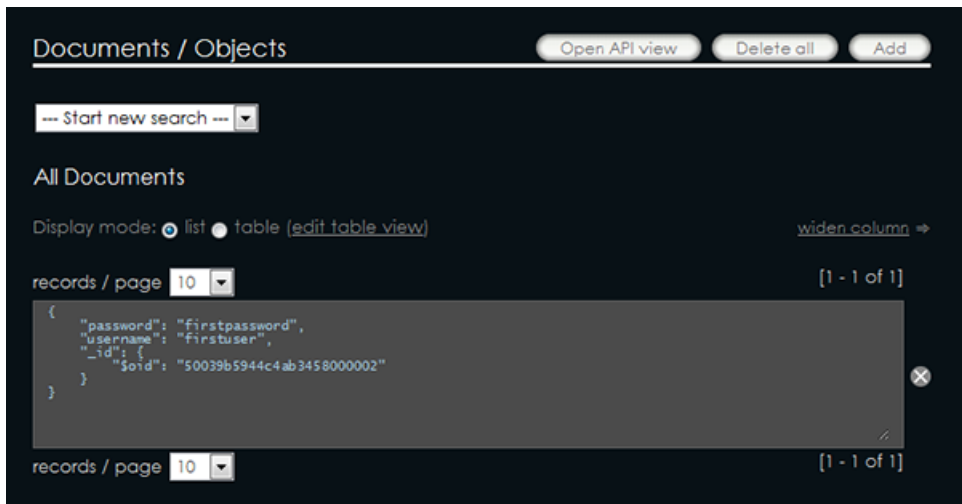 Documents / Objects Open API view Delete all Add
--- Start new search ---
All Documents
Display mode: list table (edit table view) widen column ⇒
records / page 10 [1 - 1 of 1]
{
"password": "firstpassword",
"username": "firstuser",
"_id": {
"$oid": "50039b5944c4ab3458000002"
}
}
records / page 10 [1 - 1 of 1]